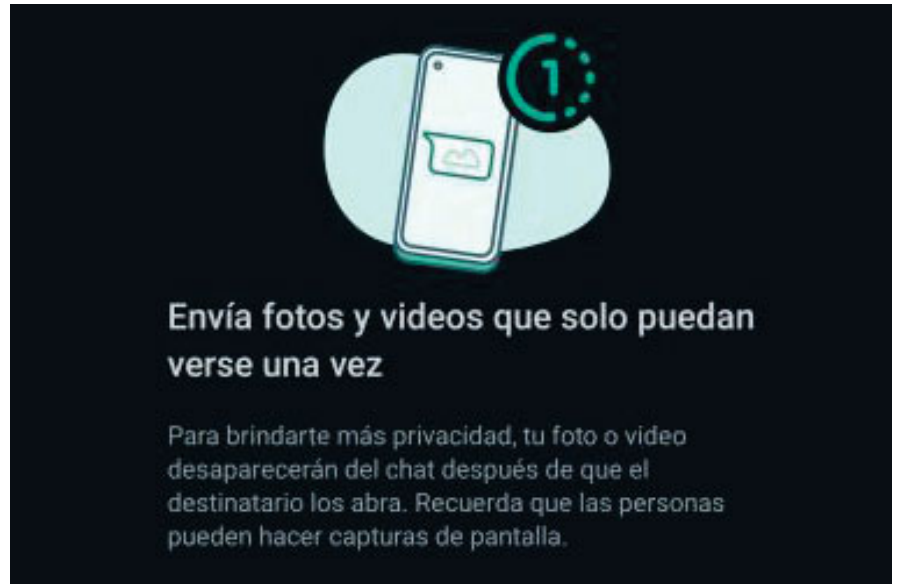 1
Envía fotos y videos que solo puedan
verse una vez
Para brindarte más privacidad, tu foto o video
desaparecerán del chat después de que el
destinatario los abra. Recuerda que las personas
pueden hacer capturas de pantalla.